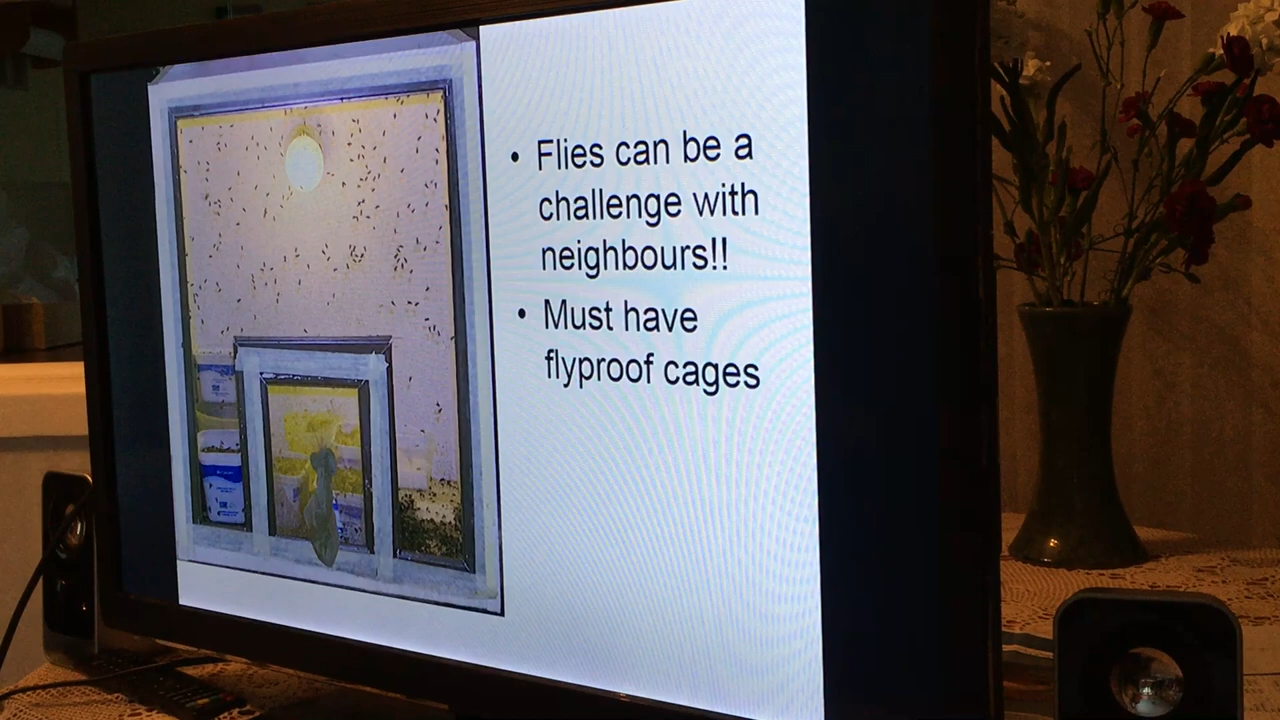 • Flies can be a
challenge with
neighbours!!
• Must have
flyproof cages